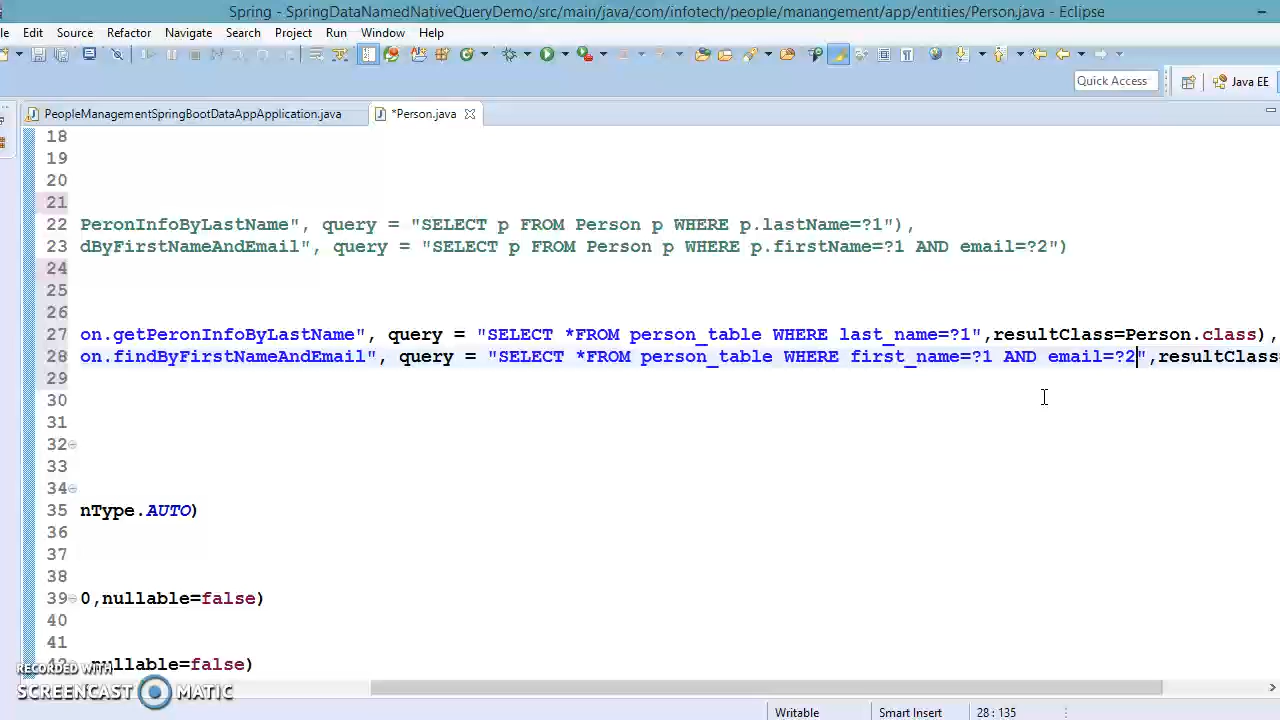 Spring - SpringDataNamedNativeQueryDemo/src/main/java/com/infotech/people/manangement/app/entities/Person.java - Eclipse
le Edit Source Refactor Navigate Search Project Run Window Help
Quick Access
Java EE
PeopleManagementSpringBootDataAppApplication.java
*Person.java
18
19
20
21
22 PeronInfoByLastName", query = "SELECT p FROM Person p WHERE p.lastName=?1"),
23 dByFirstNameAndEmail", query = "SELECT p FROM Person p WHERE p.firstName=?1 AND email=?2")
24
25
26
27 on.getPeronInfoByLastName", query = "SELECT *FROM person_table WHERE last_name=?1",resultClass=Person.class),
28 on.findByFirstNameAndEmail", query = "SELECT *FROM person_table WHERE first_name=?1 AND email=?2",resultClass=
29
30
31
32
33
34
35 nType.AUTO)
36
37
38
39 0,nullable=false)
40
41
42 ,nullable=false)
RECORDED WITH
SCREENCAST MATIC
Writable Smart Insert 28 : 135